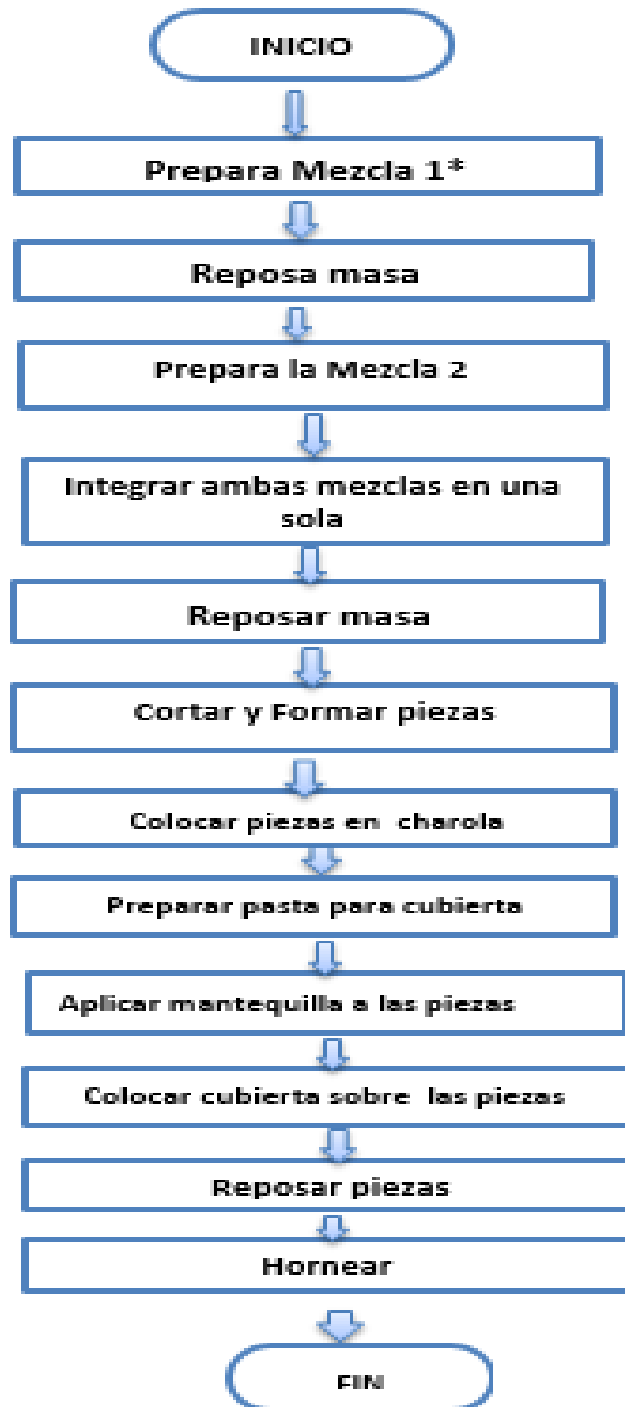 INICIO
Prepara Mezcla 1*
Reposa masa
Prepara la Mezcla 2
Integrar ambas mezclas en una
sola
Reposar masa
Cortar y Formar piezas
Colocar piezas en charola
Preparar pasta para cubierta
Aplicar mantequilla a las piezas
Colocar cubierta sobre las piezas
Reposar piezas
Hornear
FIN